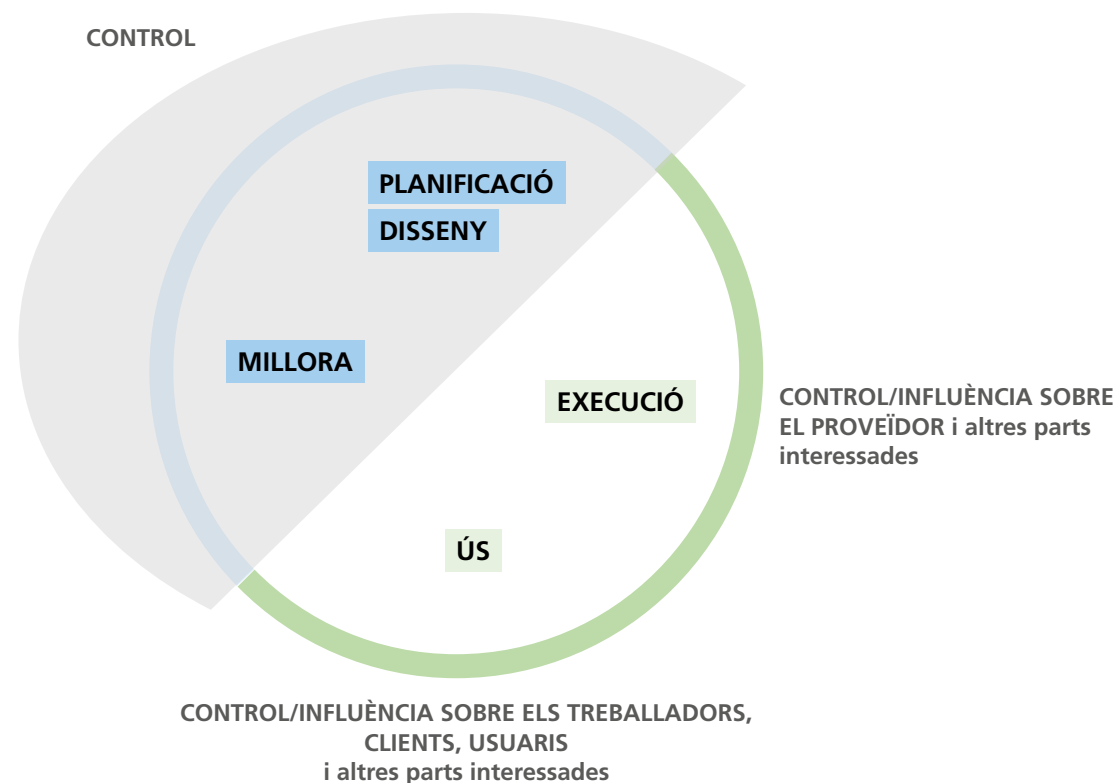 CONTROL
PLANIFICACIÓ
DISSENY
MILLORA
EXECUCIÓ
CONTROL/INFLUÈNCIA SOBRE
EL PROVEÏDOR i altres parts
interessades
ÚS
CONTROL/INFLUÈNCIA SOBRE ELS TREBALLADORS,
CLIENTS, USUARIS
i altres parts interessades